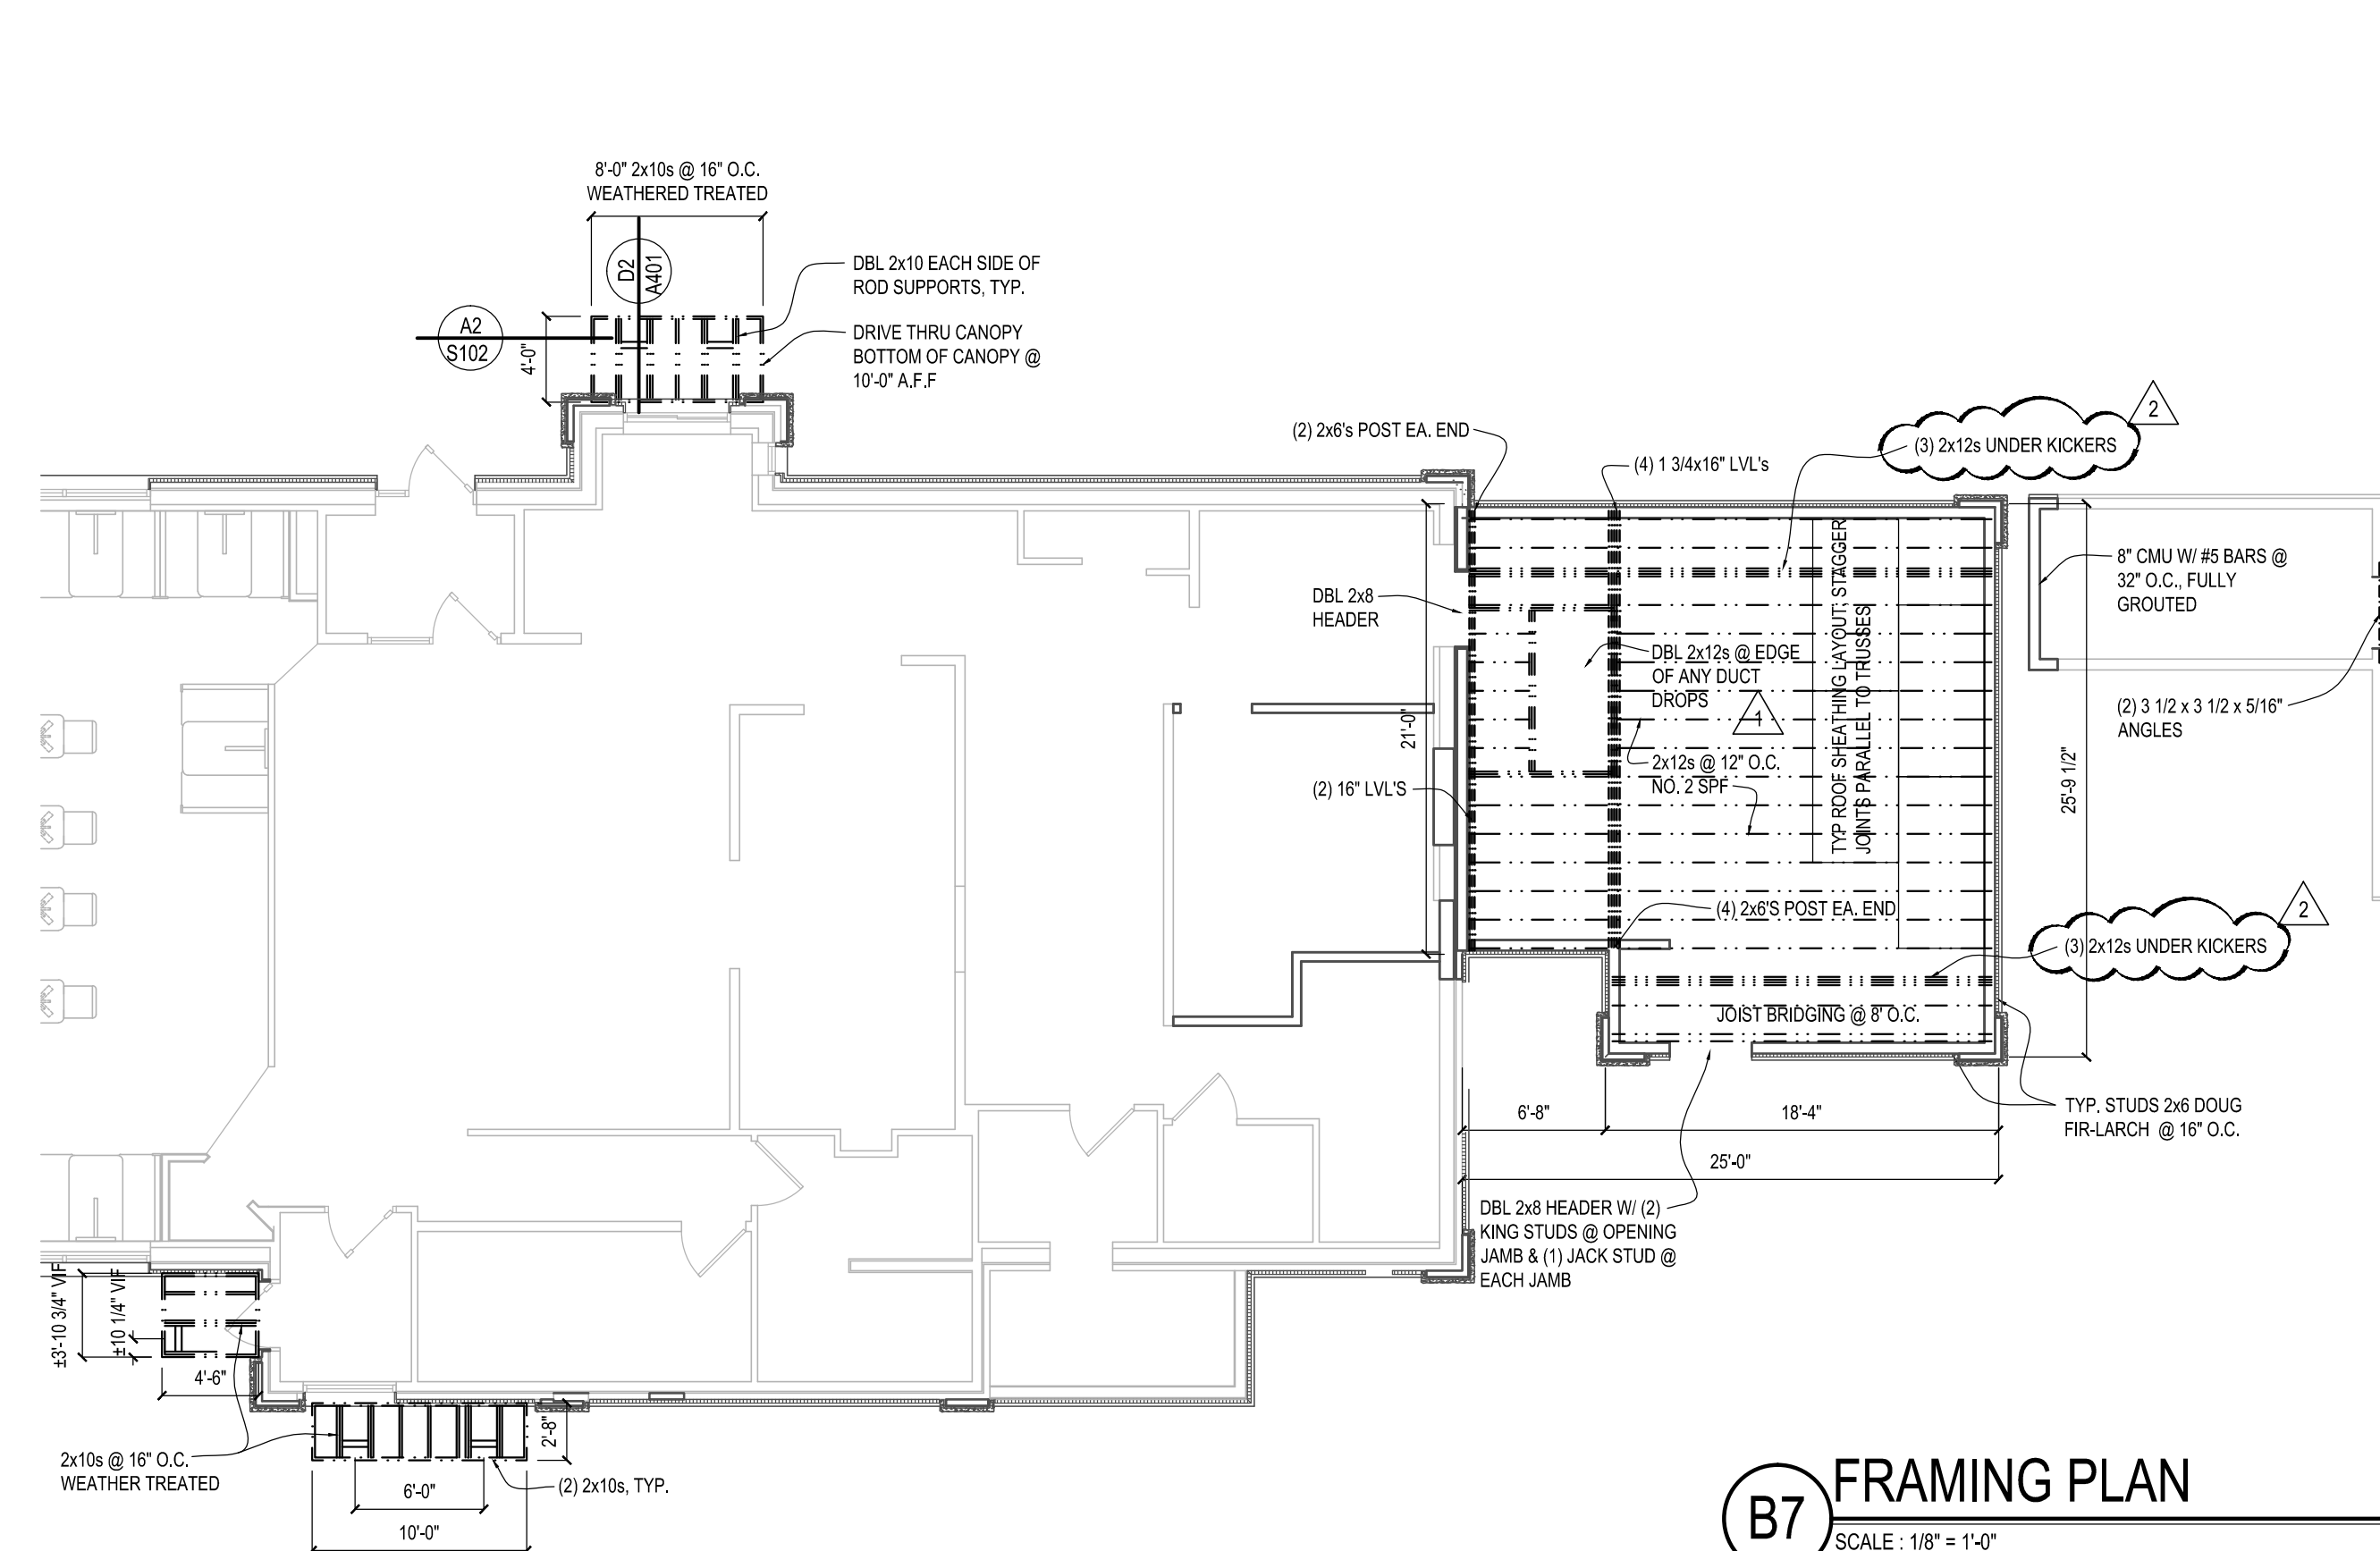 8'-0" 2x10s @ 16" O.C.
WEATHERED TREATED
D2
A401
DBL 2x10 EACH SIDE OF
ROD SUPPORTS, TYP.
A2
S102
4'-0"
DRIVE THRU CANOPY
BOTTOM OF CANOPY @
10'-0" A.F.F
(2) 2x6's POST EA. END
(4) 1 3/4x16" LVL's
(3) 2x12s UNDER KICKERS
2
8" CMU W/ #5 BARS @
32" O.C., FULLY
GROUTED
DBL 2x8
HEADER
DBL 2x12s @ EDGE
OF ANY DUCT
DROPS
1
TYP ROOF SHEATHING LAYOUT; STAGGER
JOINTS PARALLEL TO TRUSSES
(2) 3 1/2 x 3 1/2 x 5/16"
ANGLES
21'-0"
2x12s @ 12" O.C.
NO. 2 SPF
(2) 16" LVL'S
25'-9 1/2"
(4) 2x6'S POST EA. END
2
(3) 2x12s UNDER KICKERS
JOIST BRIDGING @ 8' O.C.
6'-8"
18'-4"
TYP. STUDS 2x6 DOUG
FIR-LARCH @ 16" O.C.
25'-0"
DBL 2x8 HEADER W/ (2)
KING STUDS @ OPENING
JAMB & (1) JACK STUD @
EACH JAMB
±3'-10 3/4" VIF
±10 1/4" VIF
4'-6"
2x10s @ 16" O.C.
WEATHER TREATED
2'-8"
6'-0"
(2) 2x10s, TYP.
10'-0"
B7
FRAMING PLAN
SCALE : 1/8" = 1'-0"